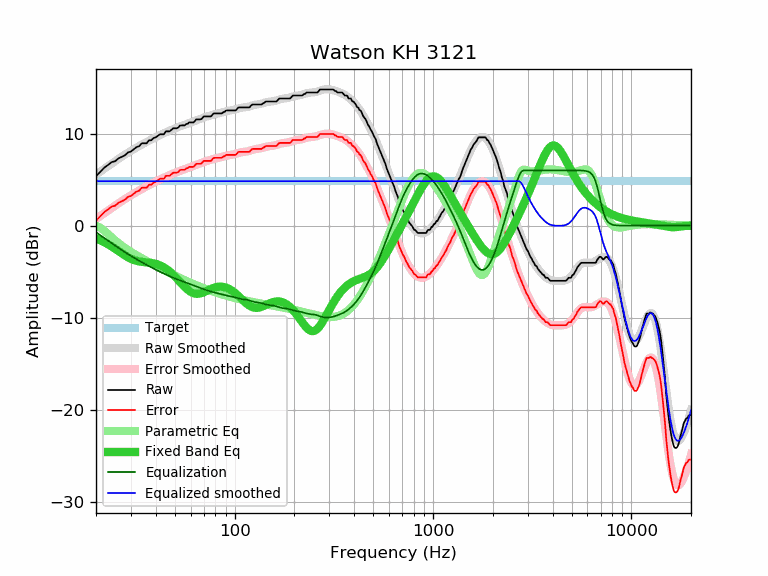 Watson KH 3121
Amplitude (dBr)
10
0
−10
−20
−30
Target
Raw Smoothed
Error Smoothed
Raw
Error
Parametric Eq
Fixed Band Eq
Equalization
Equalized smoothed
100
1000
10000
Frequency (Hz)